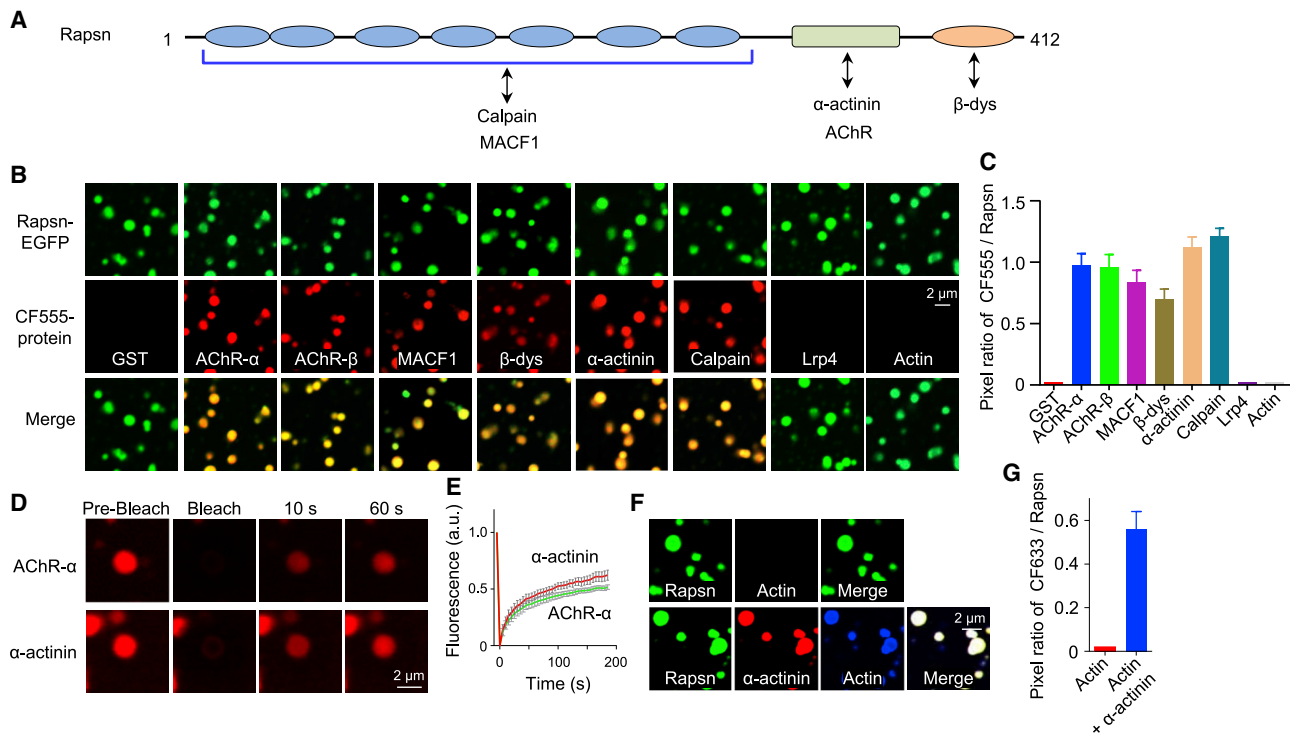 A
Rapsn 1 412
Calpain
MACF1
α-actinin
AChR
β-dys
B
Rapsn-
EGFP
CF555-
protein
Merge
GST AChR-α AChR-β MACF1 β-dys α-actinin Calpain Lrp4 Actin
2 μm
C
Pixel ratio of CF555 / Rapsn
1.5
1.0
0.5
0
GST AChR-α AChR-β MACF1 β-dys α-actinin Calpain Lrp4 Actin
D
Pre-Bleach Bleach 10 s 60 s
AChR-α
α-actinin
2 μm
E
Fluorescence (a.u.)
1.0
0.5
0
α-actinin
AChR-α
0 100 200
Time (s)
F
Rapsn Actin Merge
2 μm
Rapsn α-actinin Actin Merge
G
Pixel ratio of CF633 / Rapsn
0.6
0.4
0.2
0
Actin
Actin
+ α-actinin